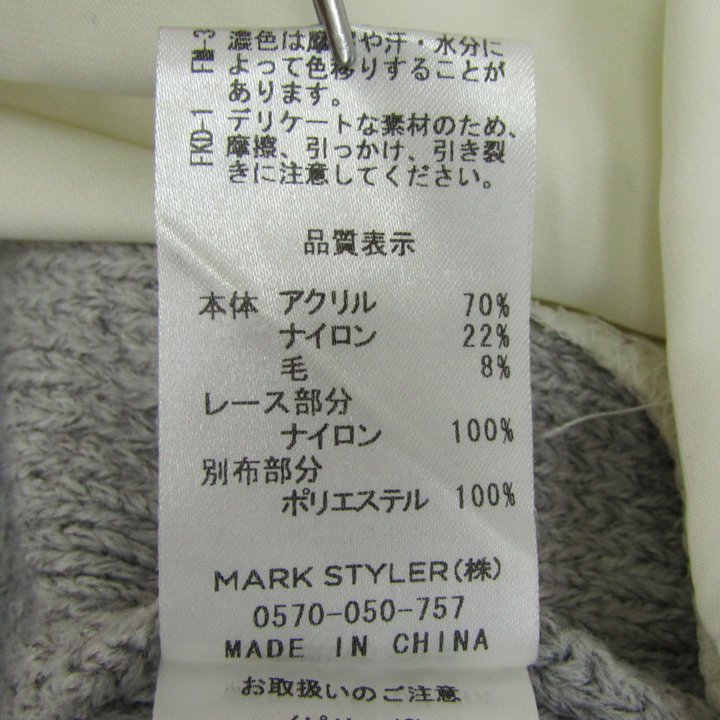 FW-3 濃色は摩 や汗・水分に
よって色移りすることが
あります。
FKO-1 デリケートな素材のため、
摩擦、引っかけ、引き裂
きに注意してください。
品質表示
本体 アクリル 70%
ナイロン 22%
毛 8%
レース部分
ナイロン 100%
別布部分
ポリエステル 100%
MARK STYLER(株)
0570-050-757
MADE IN CHINA
お取扱いのご注意